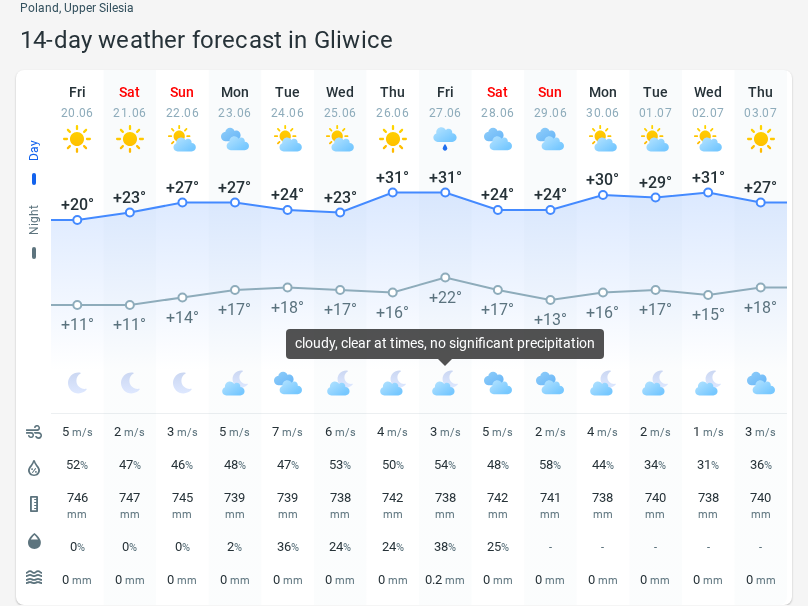 Poland, Upper Silesia
14-day weather forecast in Gliwice
Fri Sat Sun Mon Tue Wed Thu Fri Sat Sun Mon Tue Wed Thu
20.06 21.06 22.06 23.06 24.06 25.06 26.06 27.06 28.06 29.06 30.06 01.07 02.07 03.07
Day
+20° +23° +27° +27° +24° +23° +31° +31° +24° +24° +30° +29° +31° +27°
Night
+11° +11° +14° +17° +18° +17° +16° +22° +17° +13° +16° +17° +15° +18°
cloudy, clear at times, no significant precipitation
5 m/s 2 m/s 3 m/s 5 m/s 7 m/s 6 m/s 4 m/s 3 m/s 5 m/s 2 m/s 4 m/s 2 m/s 1 m/s 3 m/s
52% 47% 46% 48% 47% 53% 50% 54% 48% 58% 44% 34% 31% 36%
746 747 745 739 739 738 742 738 742 741 738 740 738 740
mm mm mm mm mm mm mm mm mm mm mm mm mm mm
0% 0% 0% 2% 36% 24% 24% 38% 25% - - - - -
0 mm 0 mm 0 mm 0 mm 0 mm 0 mm 0 mm 0.2 mm 0 mm 0 mm 0 mm 0 mm 0 mm 0 mm